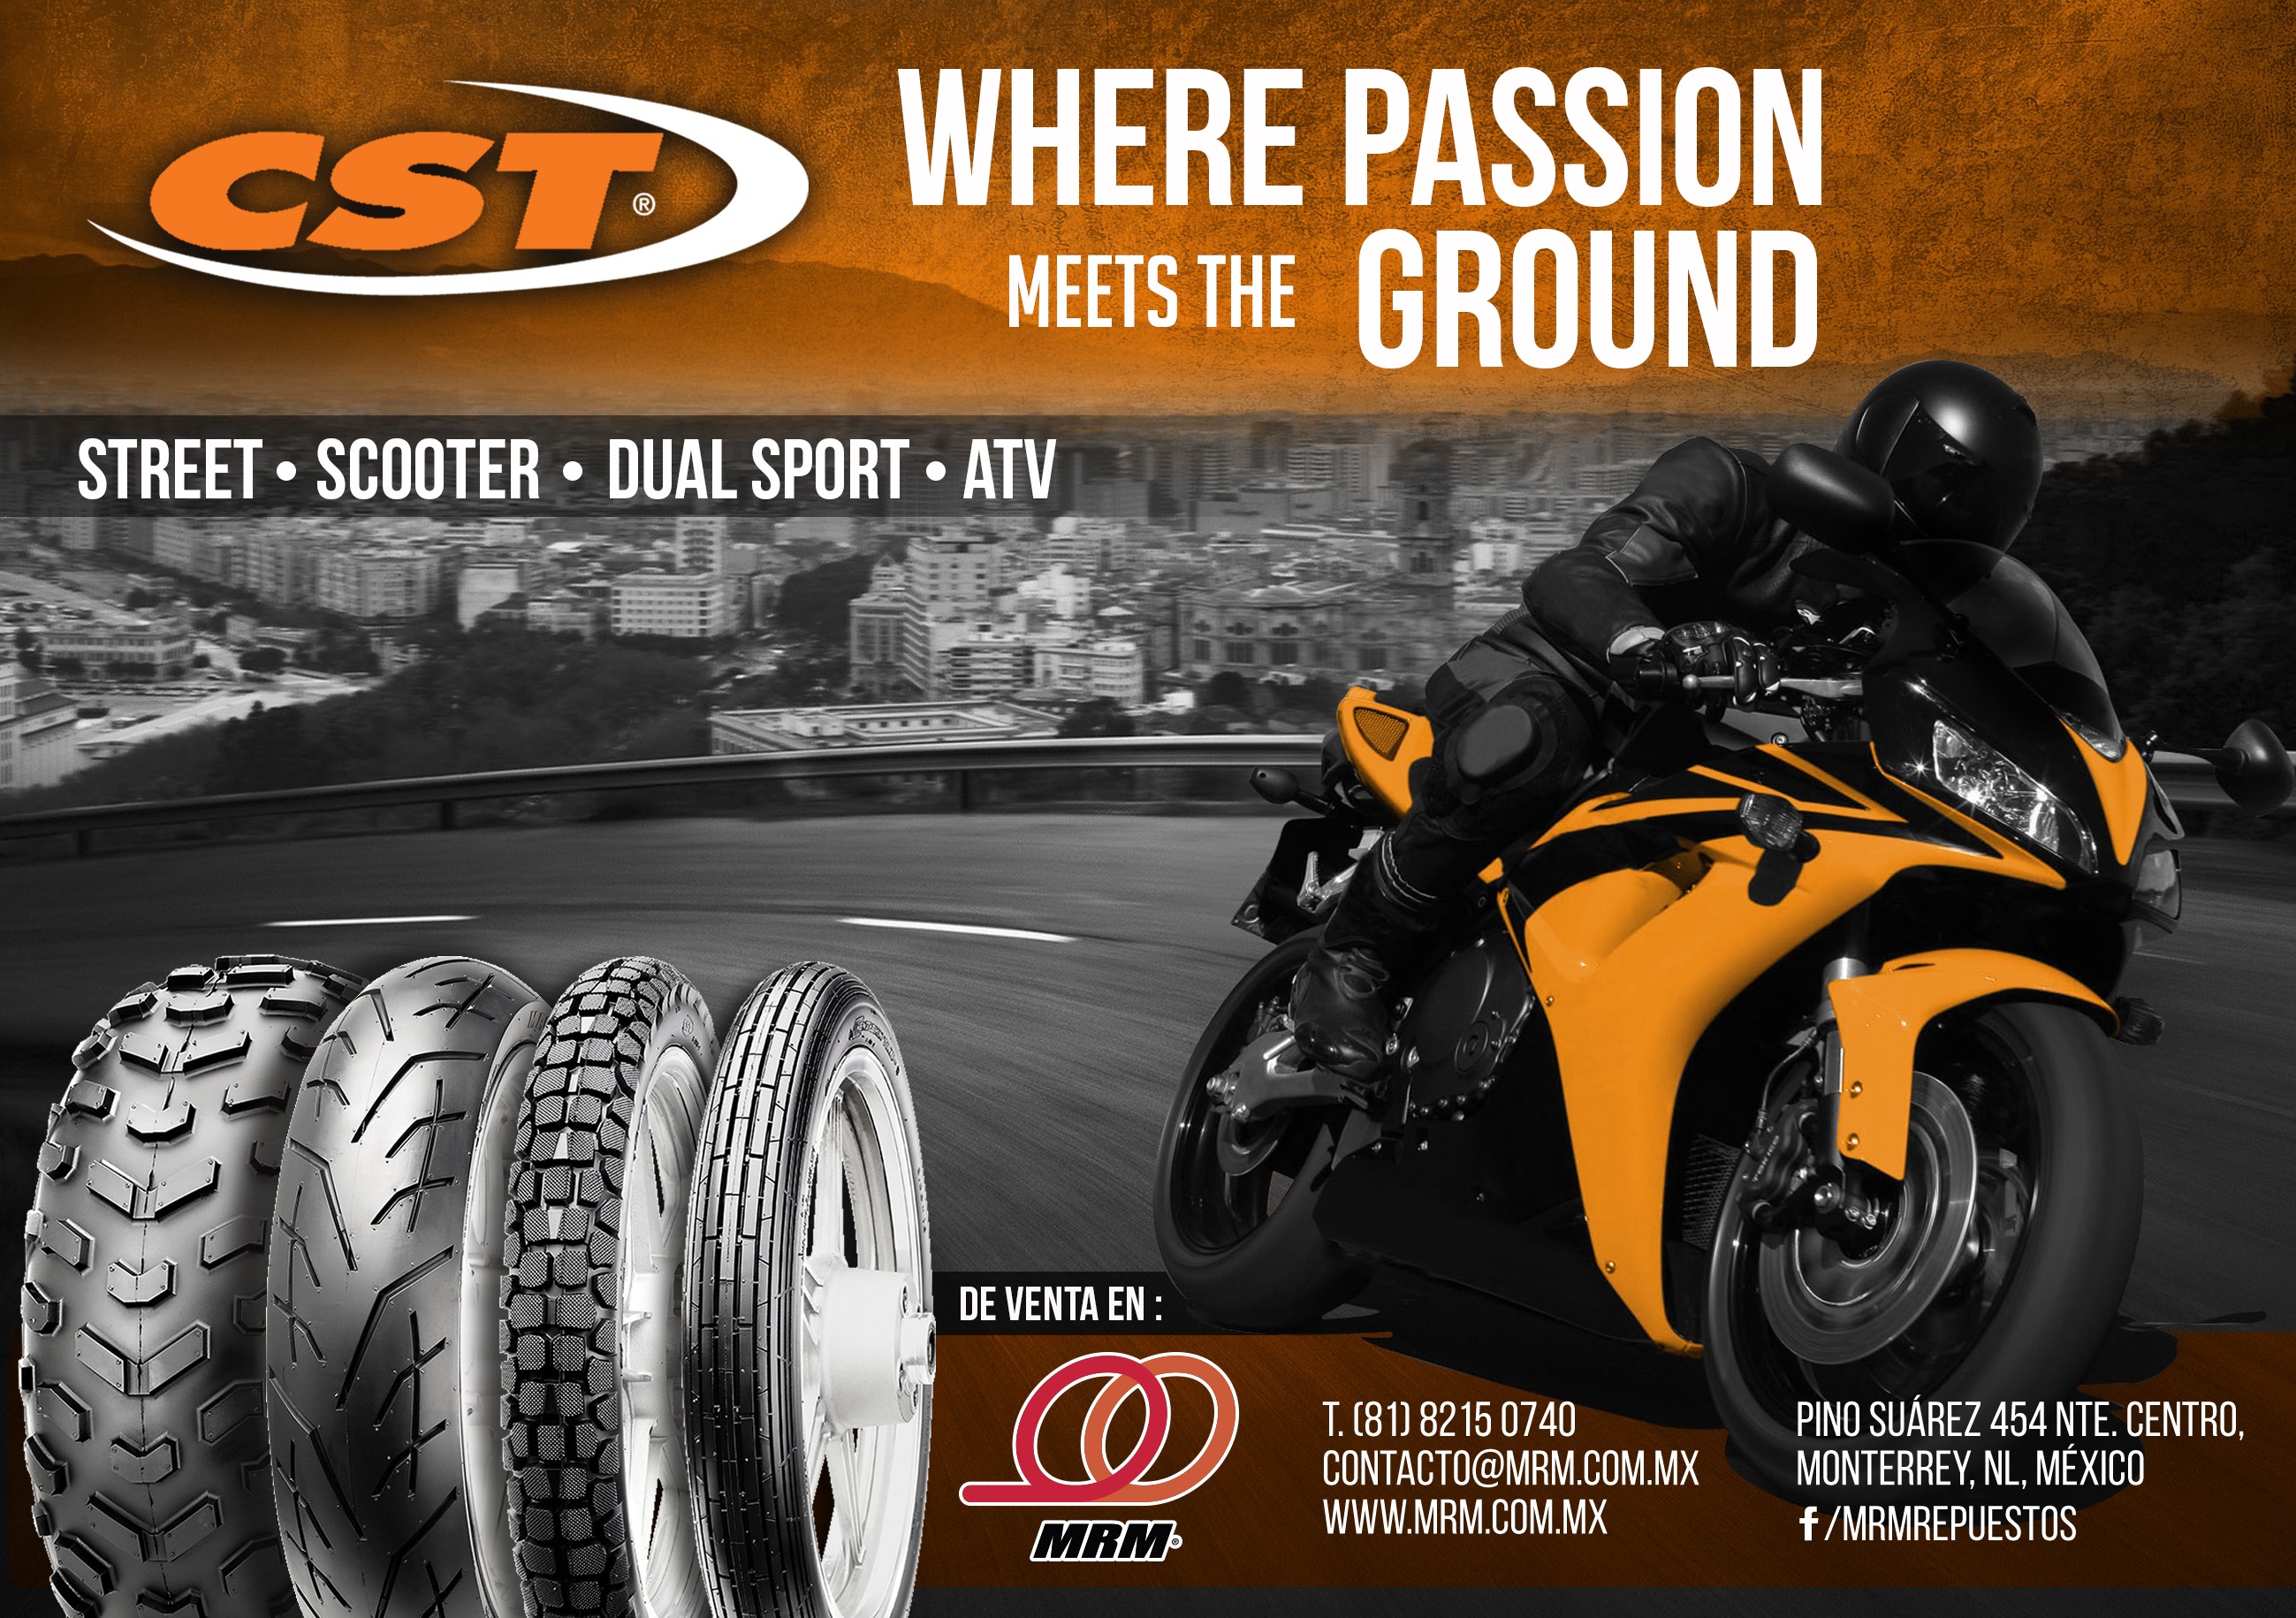 CST®
WHERE PASSION
MEETS THE GROUND
STREET • SCOOTER • DUAL SPORT • ATV
DE VENTA EN :
MRM®
T. (81) 8215 0740
CONTACTO@MRM.COM.MX
WWW.MRM.COM.MX
PINO SUÁREZ 454 NTE. CENTRO,
MONTERREY, NL, MÉXICO
f /MRMREPUESTOS